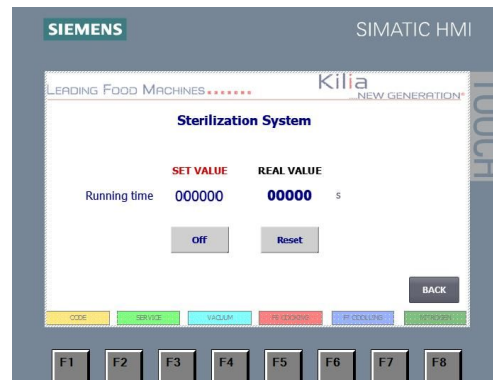 SIEMENS
SIMATIC HMI
TOUCH
LEADING FOOD MACHINES.......
Kilia
...NEW GENERATION®
Sterilization System
SET VALUE REAL VALUE
Running time 000000 00000 s
Off Reset
BACK
CODE SERVICE VACUUM
F1 F2 F3 F4 F5 F6 F7 F8